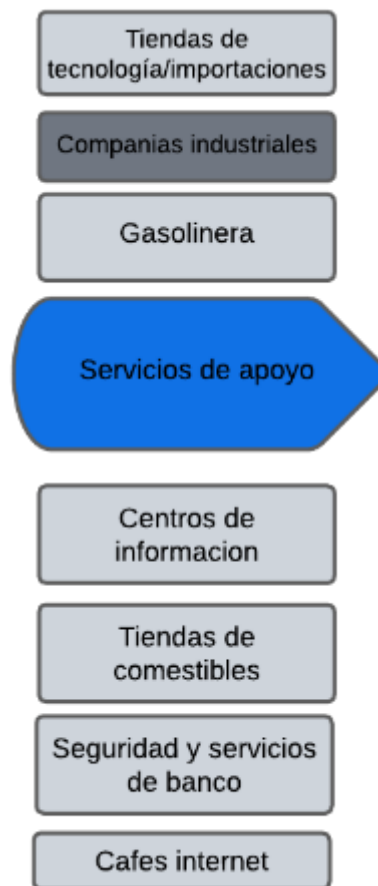 Tiendas de
tecnología/importaciones
Companias industriales
Gasolinera
Servicios de apoyo
Centros de
informacion
Tiendas de
comestibles
Seguridad y servicios
de banco
Cafes internet